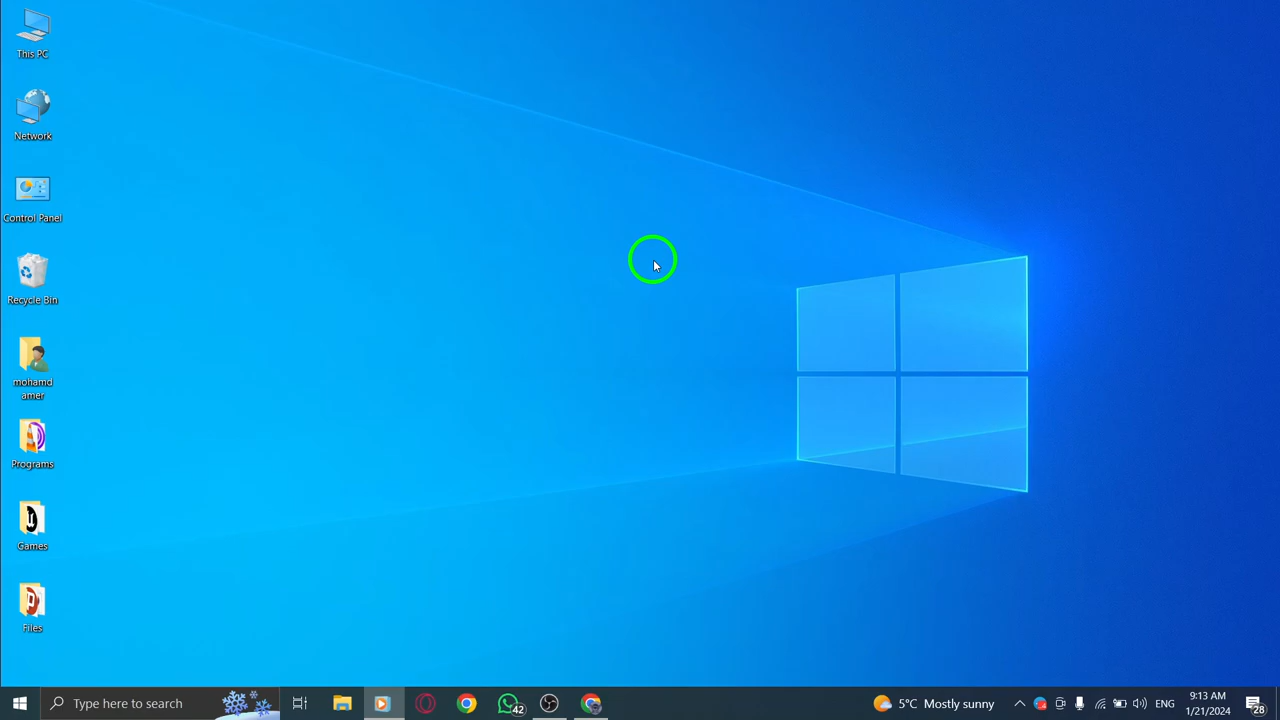 This PC
Network
Control Panel
Recycle Bin
mohamd
amer
Programs
Games
Files
Type here to search
42
5°C Mostly sunny
ENG
9:13 AM
1/21/2024
28